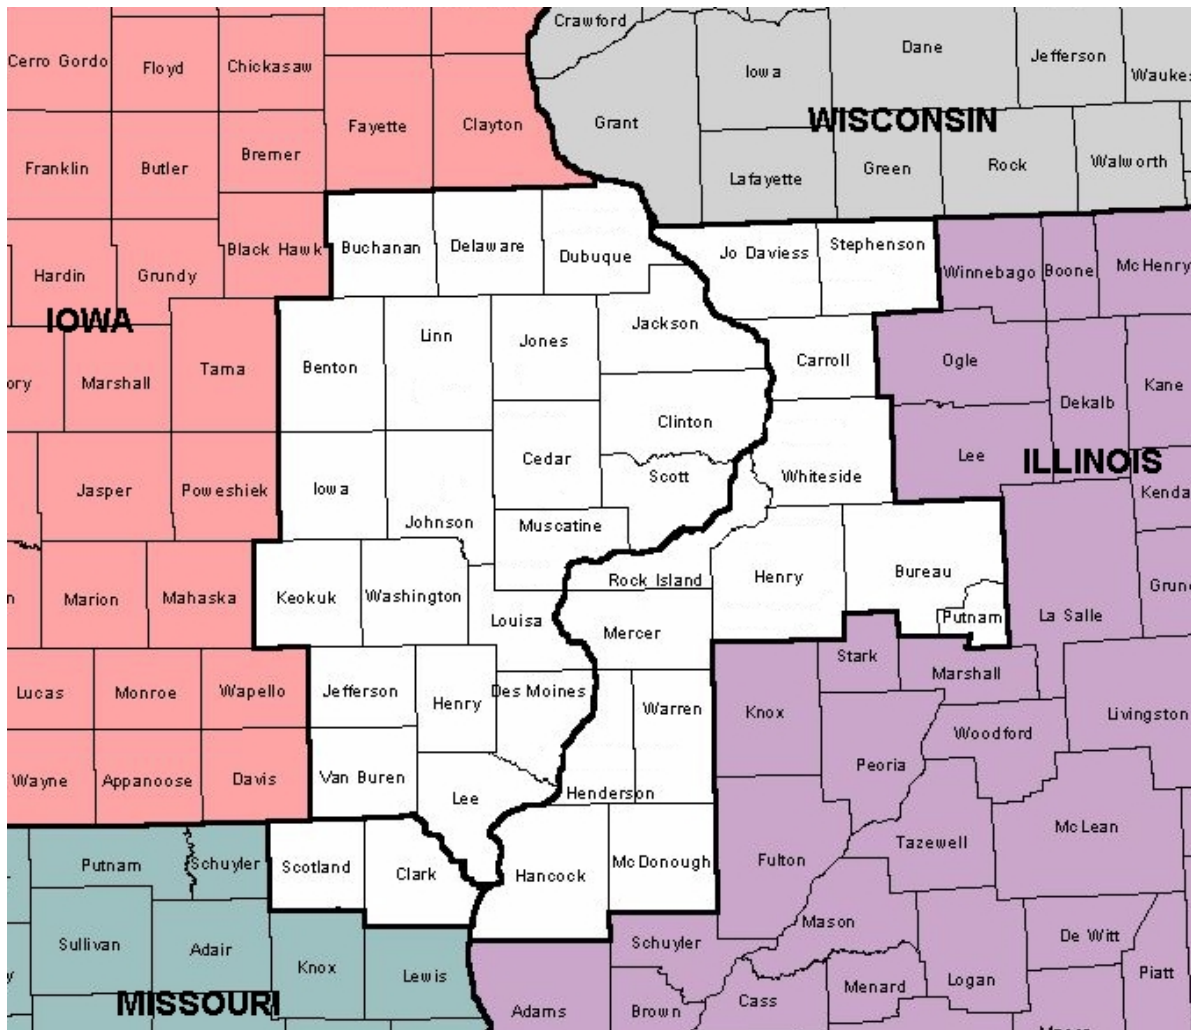 Crawford
Dane
Jefferson
Cerro Gordo
Floyd
Chickasaw
Iowa
Wauke
Fayette
Clayton
Grant
WISCONSIN
Franklin
Butler
Bremer
Lafayette
Green
Rock
Walworth
Hardin
Grundy
Black Hawk
Buchanan
Delaware
Dubuque
Jo Daviess
Stephenson
Winnebago
Boone
McHenry
IOWA
Linn
Jones
Jackson
ory
Marshall
Tama
Benton
Carroll
Ogle
Kane
Dekalb
Clinton
Jasper
Poweshiek
Iowa
Cedar
Scott
Whiteside
Lee
ILLINOIS
Kenda
Johnson
Muscatine
n
Marion
Mahaska
Keokuk
Washington
Rock Island
Henry
Bureau
Grun
Louisa
Mercer
Putnam
La Salle
Lucas
Monroe
Wapello
Jefferson
Henry
Des Moines
Warren
Knox
Stark
Marshall
Livingston
Woodford
Wayne
Appanoose
Davis
Van Buren
Lee
Henderson
Peoria
Putnam
Schuyler
Scotland
Clark
Hancock
McDonough
Fulton
Tazewell
McLean
Sullivan
Adair
Knox
Lewis
Schuyler
Mason
De Witt
Piatt
y
MISSOURI
Adams
Brown
Cass
Menard
Logan